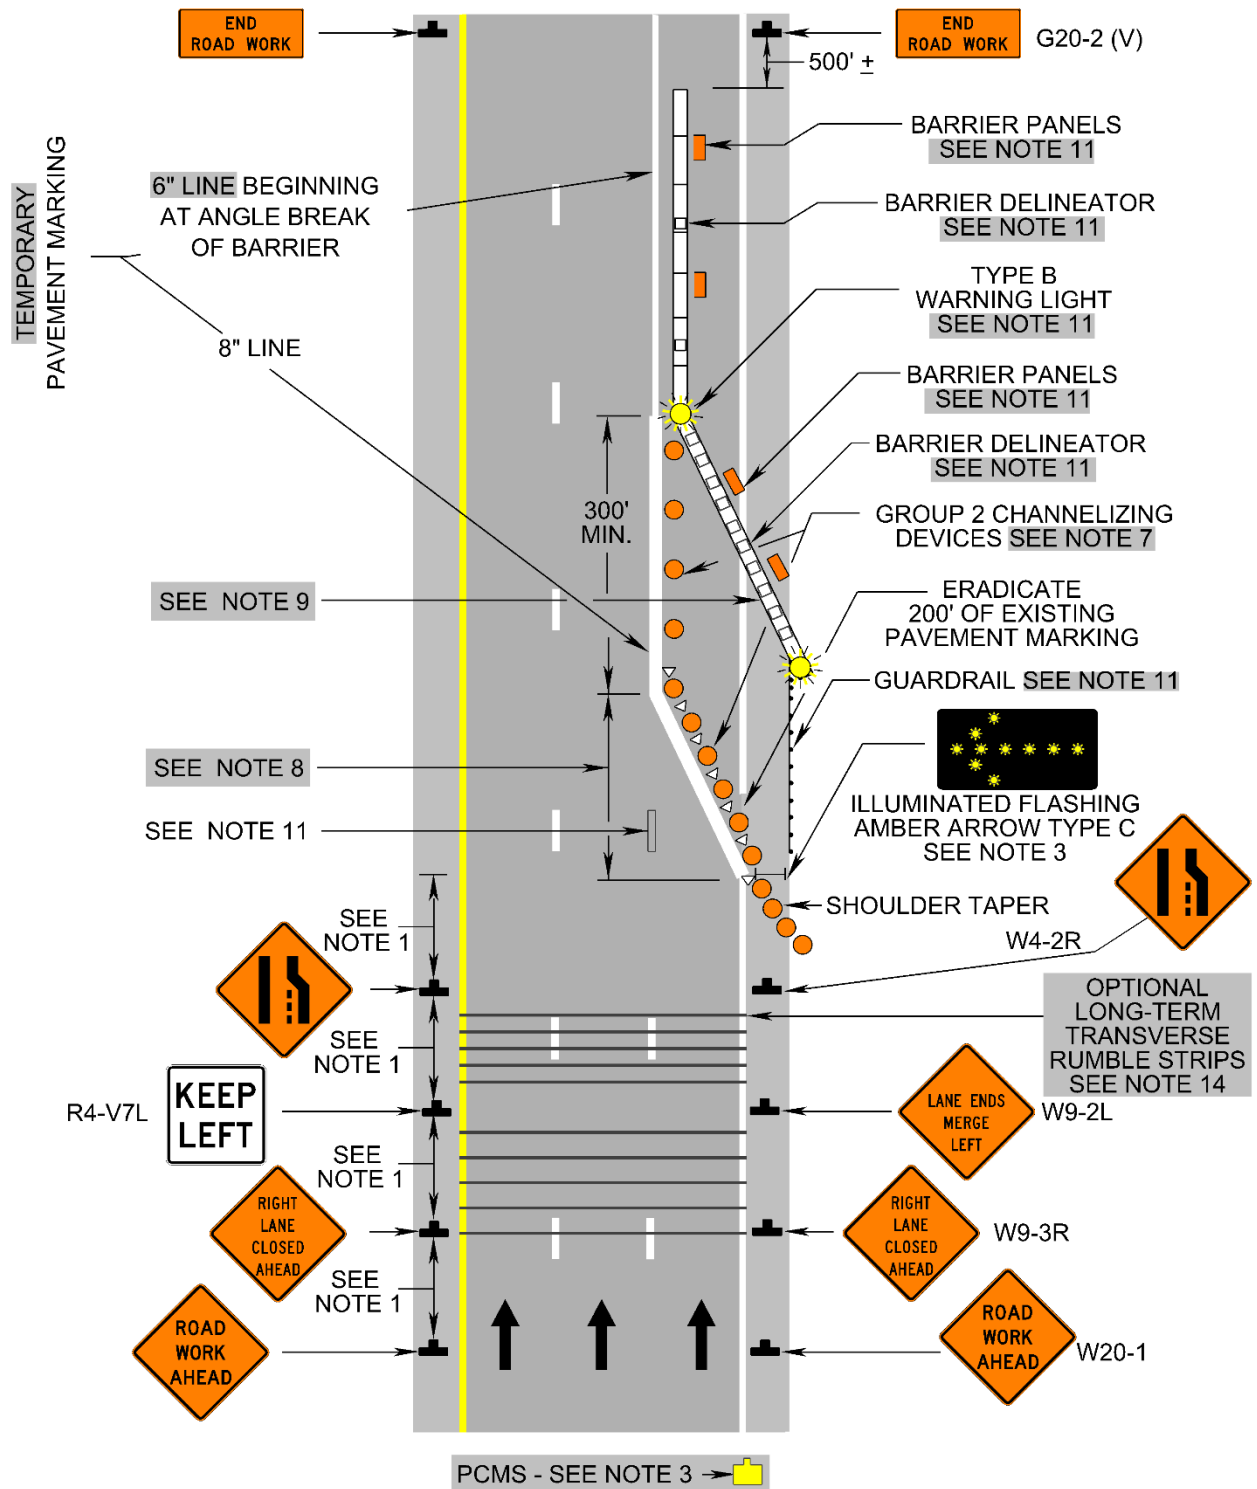 END
ROAD WORK
END
ROAD WORK
G20-2 (V)
500' ±
BARRIER PANELS
SEE NOTE 11
TEMPORARY
PAVEMENT MARKING
6" LINE BEGINNING
AT ANGLE BREAK
OF BARRIER
BARRIER DELINEATOR
SEE NOTE 11
TYPE B
WARNING LIGHT
SEE NOTE 11
8" LINE
BARRIER PANELS
SEE NOTE 11
BARRIER DELINEATOR
SEE NOTE 11
300'
MIN.
GROUP 2 CHANNELIZING
DEVICES SEE NOTE 7
SEE NOTE 9
ERADICATE
200' OF EXISTING
PAVEMENT MARKING
GUARDRAIL SEE NOTE 11
SEE NOTE 8
ILLUMINATED FLASHING
AMBER ARROW TYPE C
SEE NOTE 3
SEE NOTE 11
SHOULDER TAPER
SEE
NOTE 1
W4-2R
OPTIONAL
LONG-TERM
TRANSVERSE
RUMBLE STRIPS
SEE NOTE 14
SEE
NOTE 1
R4-V7L
KEEP
LEFT
LANE ENDS
MERGE
LEFT
W9-2L
SEE
NOTE 1
RIGHT
LANE
CLOSED
AHEAD
RIGHT
LANE
CLOSED
AHEAD
W9-3R
SEE
NOTE 1
ROAD
WORK
AHEAD
ROAD
WORK
AHEAD
W20-1
PCMS - SEE NOTE 3